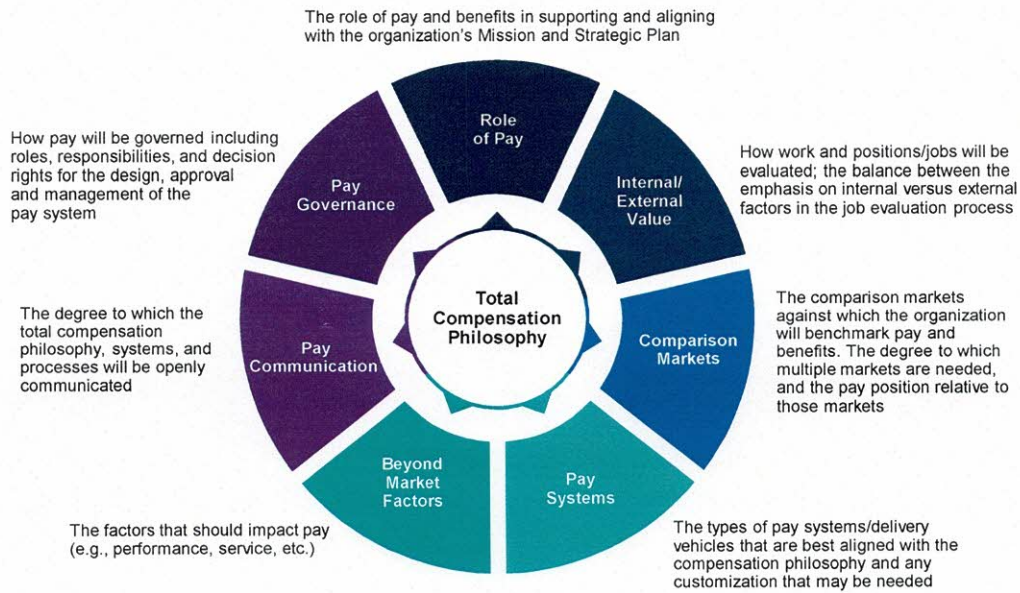 The role of pay and benefits in supporting and aligning
with the organization's Mission and Strategic Plan
Role
of Pay
How work and positions/jobs will be
evaluated; the balance between the
emphasis on internal versus external
factors in the job evaluation process
Internal/
External
Value
The comparison markets
against which the organization
will benchmark pay and
benefits. The degree to which
multiple markets are needed,
and the pay position relative to
those markets
Comparison
Markets
The types of pay systems/delivery
vehicles that are best aligned with the
compensation philosophy and any
customization that may be needed
Pay
Systems
The factors that should impact pay
(e.g., performance, service, etc.)
Beyond
Market
Factors
The degree to which the
total compensation
philosophy, systems, and
processes will be openly
communicated
Pay
Communication
How pay will be governed including
roles, responsibilities, and decision
rights for the design, approval
and management of the
pay system
Pay
Governance
Total
Compensation
Philosophy